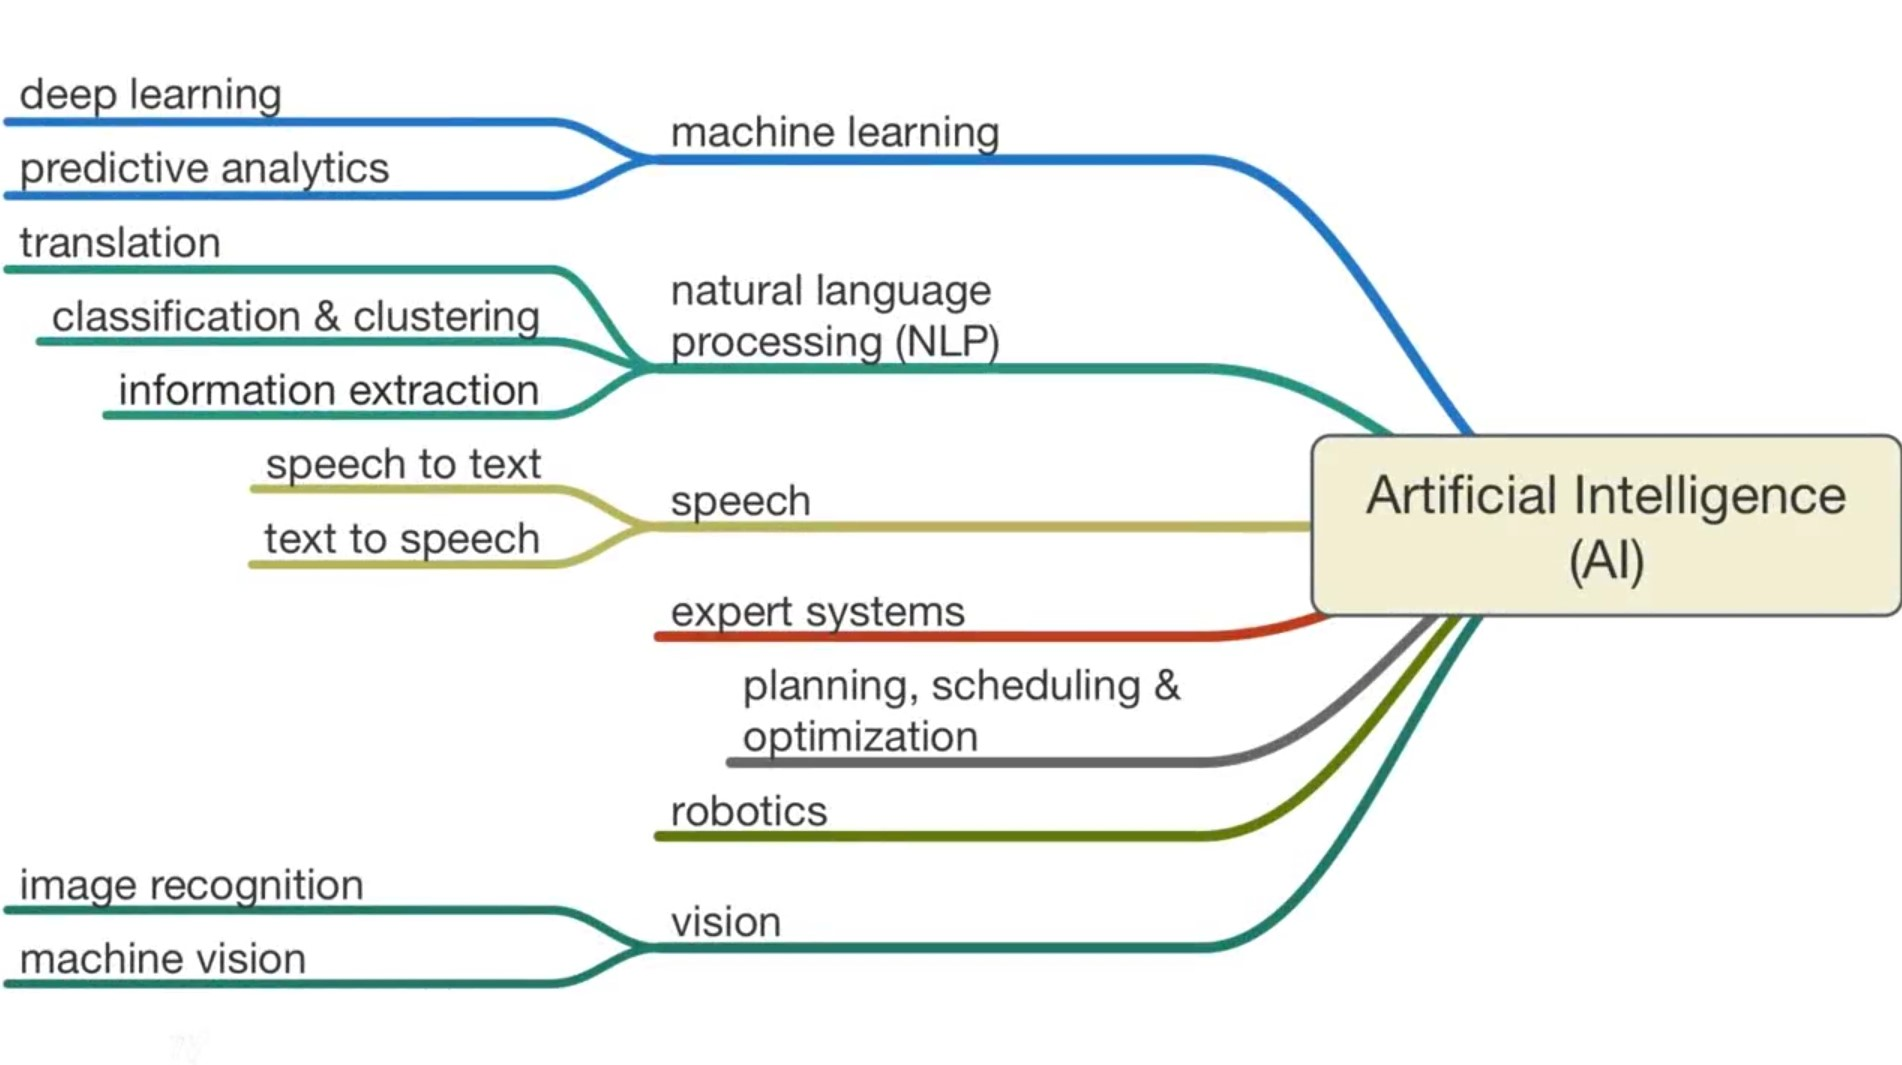 deep learning
machine learning
predictive analytics
translation
natural language
processing (NLP)
classification & clustering
information extraction
speech to text
speech
text to speech
Artificial Intelligence
(AI)
expert systems
planning, scheduling &
optimization
robotics
image recognition
vision
machine vision